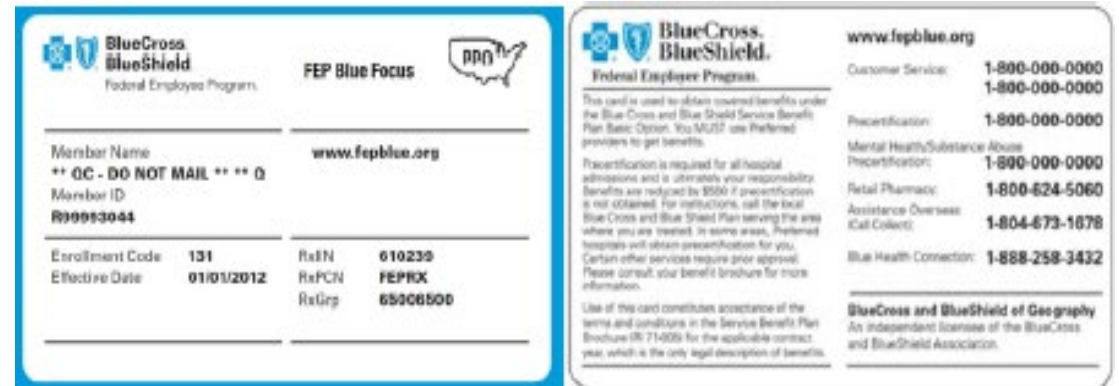 BlueCross
BlueShield
Federal Employee Program.
FEP Blue Focus
PPO
Member Name
** QC - DO NOT MAIL ** ** Q
Member ID
R99993044
www.fepblue.org
Enrollment Code 131
Effective Date 01/01/2012
RxIIN 610239
RxPCN FEPRX
RxGrp 65006500
BlueCross.
BlueShield.
Federal Employee Program.
This card is used to obtain covered benefits under
the Blue Cross and Blue Shield Service Benefit
Plan Basic Option. You MUST use Preferred
providers to get benefits.
Precertification is required for all hospital
admissions and is ultimately your responsibility.
Benefits are reduced by $500 if precertification
is not obtained. For instructions, call the local
Blue Cross and Blue Shield Plan serving the area
where you are treated. In some areas, Preferred
hospitals will obtain precertification for you.
Certain other services require prior approval.
Please consult your benefit brochure for more
information.
Use of this card constitutes acceptance of the
terms and conditions in the Service Benefit Plan
Brochure (RI 71-005) for the applicable contract
year, which is the only legal description of benefits.
www.fepblue.org
Customer Service: 1-800-000-0000
1-800-000-0000
Precertification: 1-800-000-0000
Mental Health/Substance Abuse
Precertification: 1-800-000-0000
Retail Pharmacy: 1-800-624-5060
Assistance Overseas
(Call Collect): 1-804-673-1678
Blue Health Connection: 1-888-258-3432
BlueCross and BlueShield of Geography
An independent licensee of the BlueCross
and BlueShield Association.